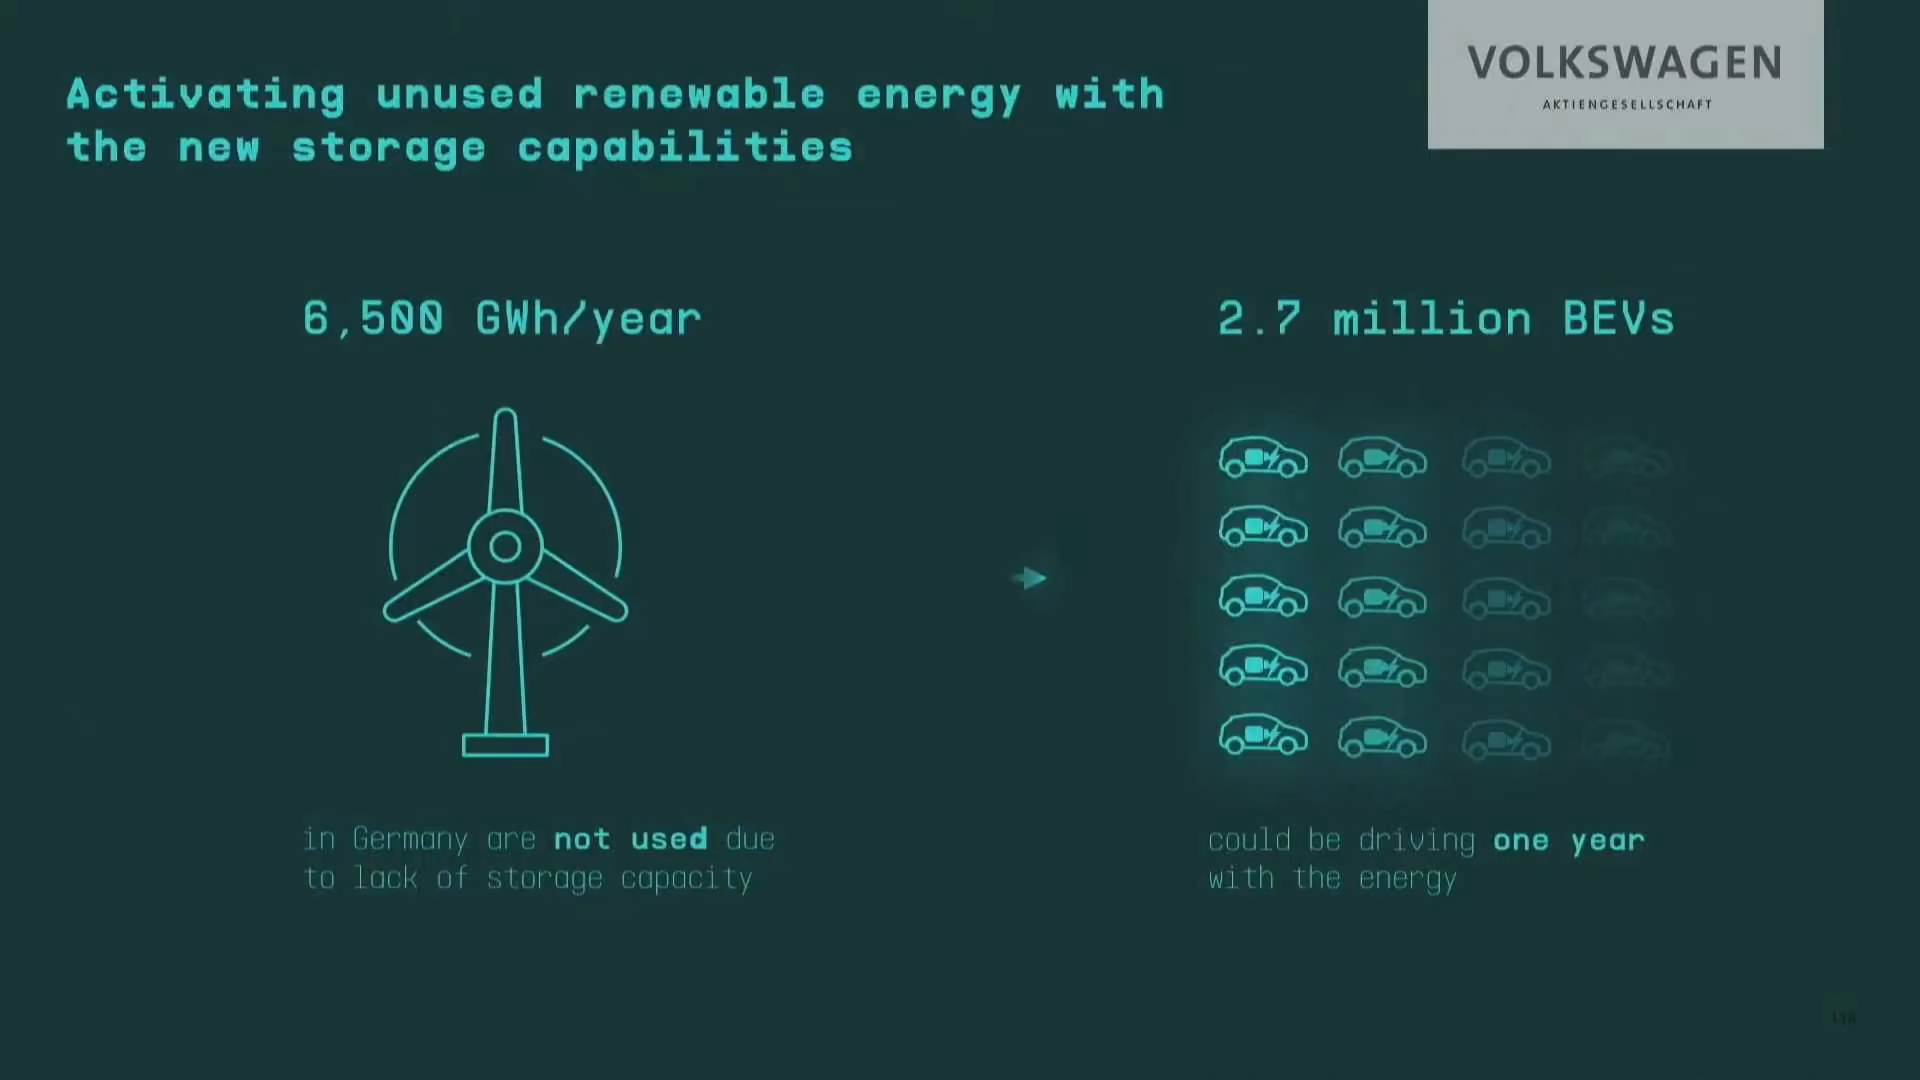 Activating unused renewable energy with
the new storage capabilities
VOLKSWAGEN
AKTIENGESELLSCHAFT
6,500 GWh/year
2.7 million BEVs
in Germany are not used due
to lack of storage capacity
could be driving one year
with the energy